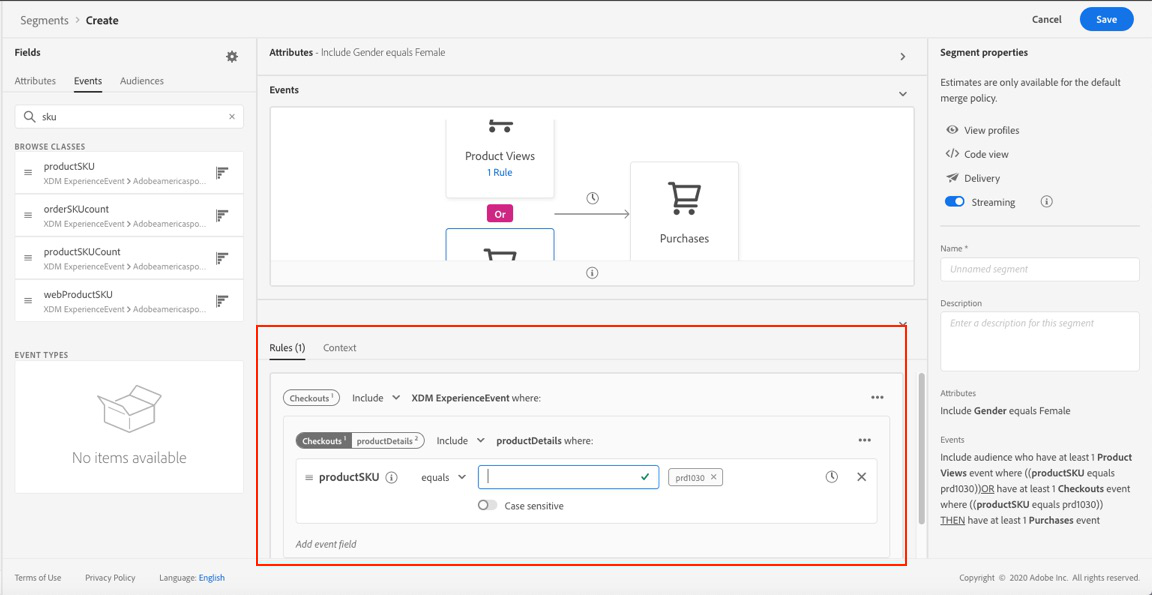 Segments > Create
Cancel
Save
Fields
Attributes
Events
Audiences
sku
BROWSE CLASSES
productSKU
XDM ExperienceEvent > Adobeamericaspo...
orderSKUcount
XDM ExperienceEvent > Adobeamericaspo...
productSKUCount
XDM ExperienceEvent > Adobeamericaspo...
webProductSKU
XDM ExperienceEvent > Adobeamericaspo...
EVENT TYPES
No items available
Attributes - Include Gender equals Female
Events
Product Views
1 Rule
Or
Purchases
Rules (1)
Context
Checkouts 1
Include
XDM ExperienceEvent where:
Checkouts 1
productDetails 2
Include
productDetails where:
productSKU
equals
prd1030
Case sensitive
Add event field
Segment properties
Estimates are only available for the default
merge policy.
View profiles
Code view
Delivery
Streaming
Name *
Unnamed segment
Description
Enter a description for this segment
Attributes
Include Gender equals Female
Events
Include audience who have at least 1 Product
Views event where ((productSKU equals
prd1030))OR have at least 1 Checkouts event
where ((productSKU equals prd1030))
THEN have at least 1 Purchases event
Terms of Use
Privacy Policy
Language: English
Copyright © 2020 Adobe Inc. All rights reserved.